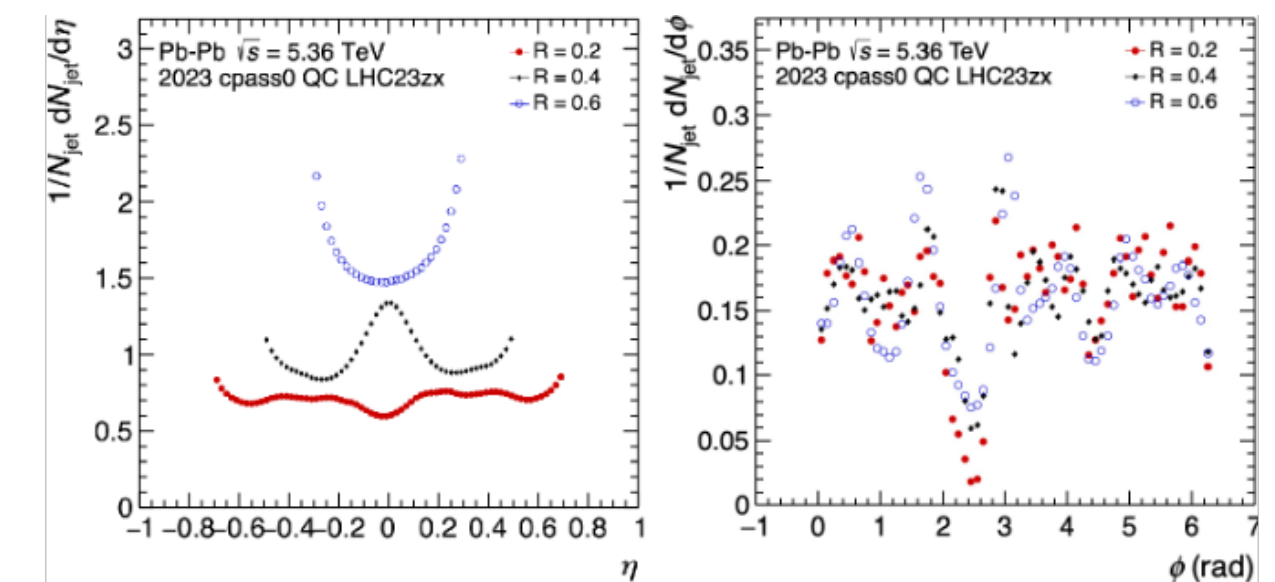 1/N_jet dN_jet/dη
3
2.5
2
1.5
1
0.5
0
Pb-Pb √s = 5.36 TeV
2023 cpass0 QC LHC23zx
R = 0.2
R = 0.4
R = 0.6
−1 −0.8 −0.6 −0.4 −0.2 0 0.2 0.4 0.6 0.8 1
η
1/N_jet dN_jet/dϕ
0.35
0.3
0.25
0.2
0.15
0.1
0.05
0
Pb-Pb √s = 5.36 TeV
2023 cpass0 QC LHC23zx
R = 0.2
R = 0.4
R = 0.6
−1 0 1 2 3 4 5 6 7
ϕ (rad)